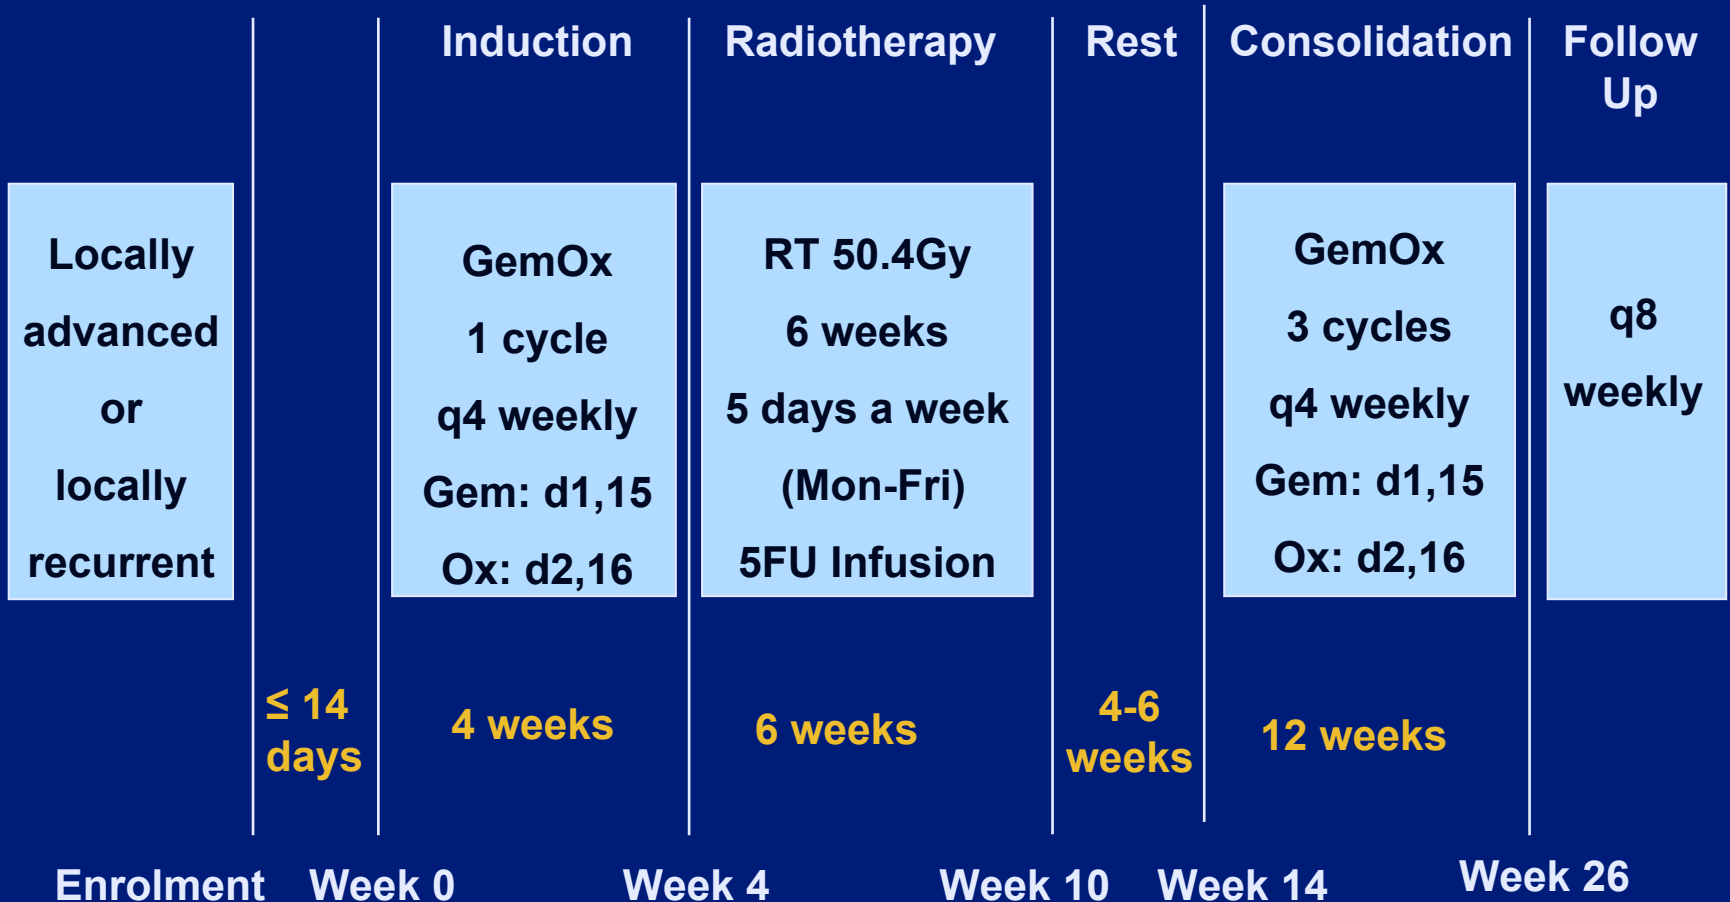 Induction
Radiotherapy
Rest
Consolidation
Follow
Up
Locally
advanced
or
locally
recurrent
GemOx
1 cycle
q4 weekly
Gem: d1,15
Ox: d2,16
RT 50.4Gy
6 weeks
5 days a week
(Mon-Fri)
5FU Infusion
GemOx
3 cycles
q4 weekly
Gem: d1,15
Ox: d2,16
q8
weekly
≤ 14
days
4 weeks
6 weeks
4-6
weeks
12 weeks
Enrolment
Week 0
Week 4
Week 10
Week 14
Week 26